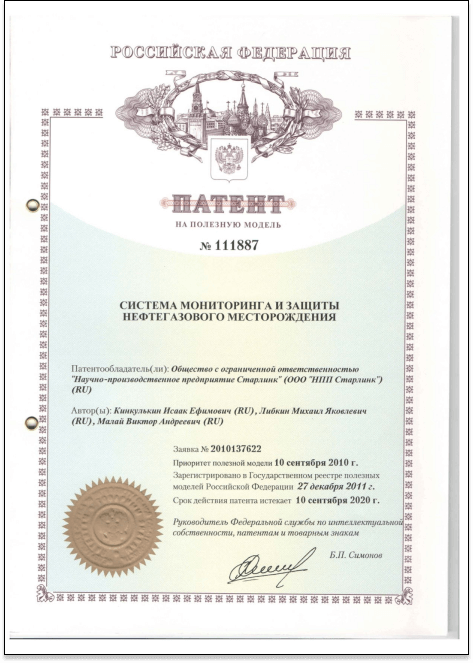 РОССИЙСКАЯ ФЕДЕРАЦИЯ
ПАТЕНТ
НА ПОЛЕЗНУЮ МОДЕЛЬ
№ 111887
СИСТЕМА МОНИТОРИНГА И ЗАЩИТЫ
НЕФТЕГАЗОВОГО МЕСТОРОЖДЕНИЯ
Патентообладатель(ли): Общество с ограниченной ответственностью
"Научно-производственное предприятие Старлинк" (ООО "НПП Старлинк")
(RU)
Автор(ы): Кинкулькин Исаак Ефимович (RU), Либкин Михаил Яковлевич
(RU), Малай Виктор Андреевич (RU)
Заявка № 2010137622
Приоритет полезной модели 10 сентября 2010 г.
Зарегистрировано в Государственном реестре полезных
моделей Российской Федерации 27 декабря 2011 г.
Срок действия патента истекает 10 сентября 2020 г.
Руководитель Федеральной службы по интеллектуальной
собственности, патентам и товарным знакам
Б.П. Симонов